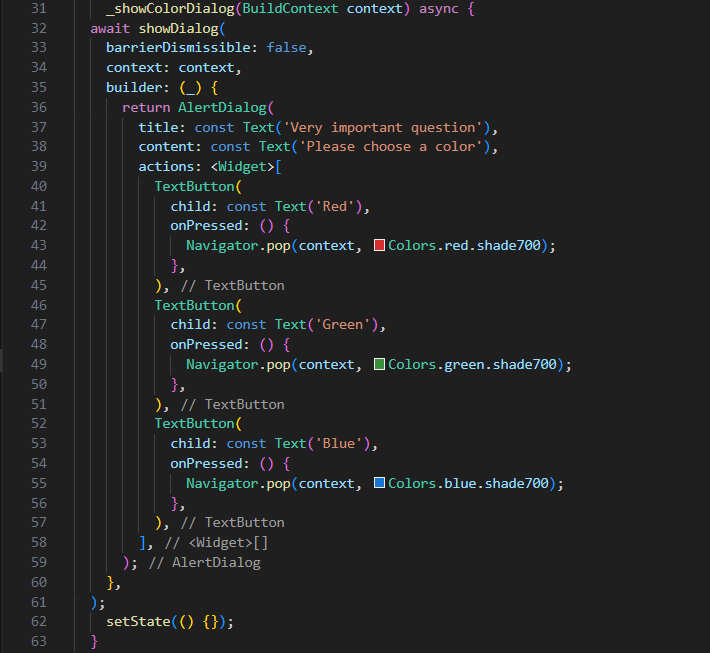 31 _showColorDialog(BuildContext context) async {
32 await showDialog(
33 barrierDismissible: false,
34 context: context,
35 builder: (_) {
36 return AlertDialog(
37 title: const Text('Very important question'),
38 content: const Text('Please choose a color'),
39 actions: <Widget>[
40 TextButton(
41 child: const Text('Red'),
42 onPressed: () {
43 Navigator.pop(context, Colors.red.shade700);
44 },
45 ), // TextButton
46 TextButton(
47 child: const Text('Green'),
48 onPressed: () {
49 Navigator.pop(context, Colors.green.shade700);
50 },
51 ), // TextButton
52 TextButton(
53 child: const Text('Blue'),
54 onPressed: () {
55 Navigator.pop(context, Colors.blue.shade700);
56 },
57 ), // TextButton
58 ], // <Widget>[]
59 ); // AlertDialog
60 },
61 );
62 setState(() {});
63 }